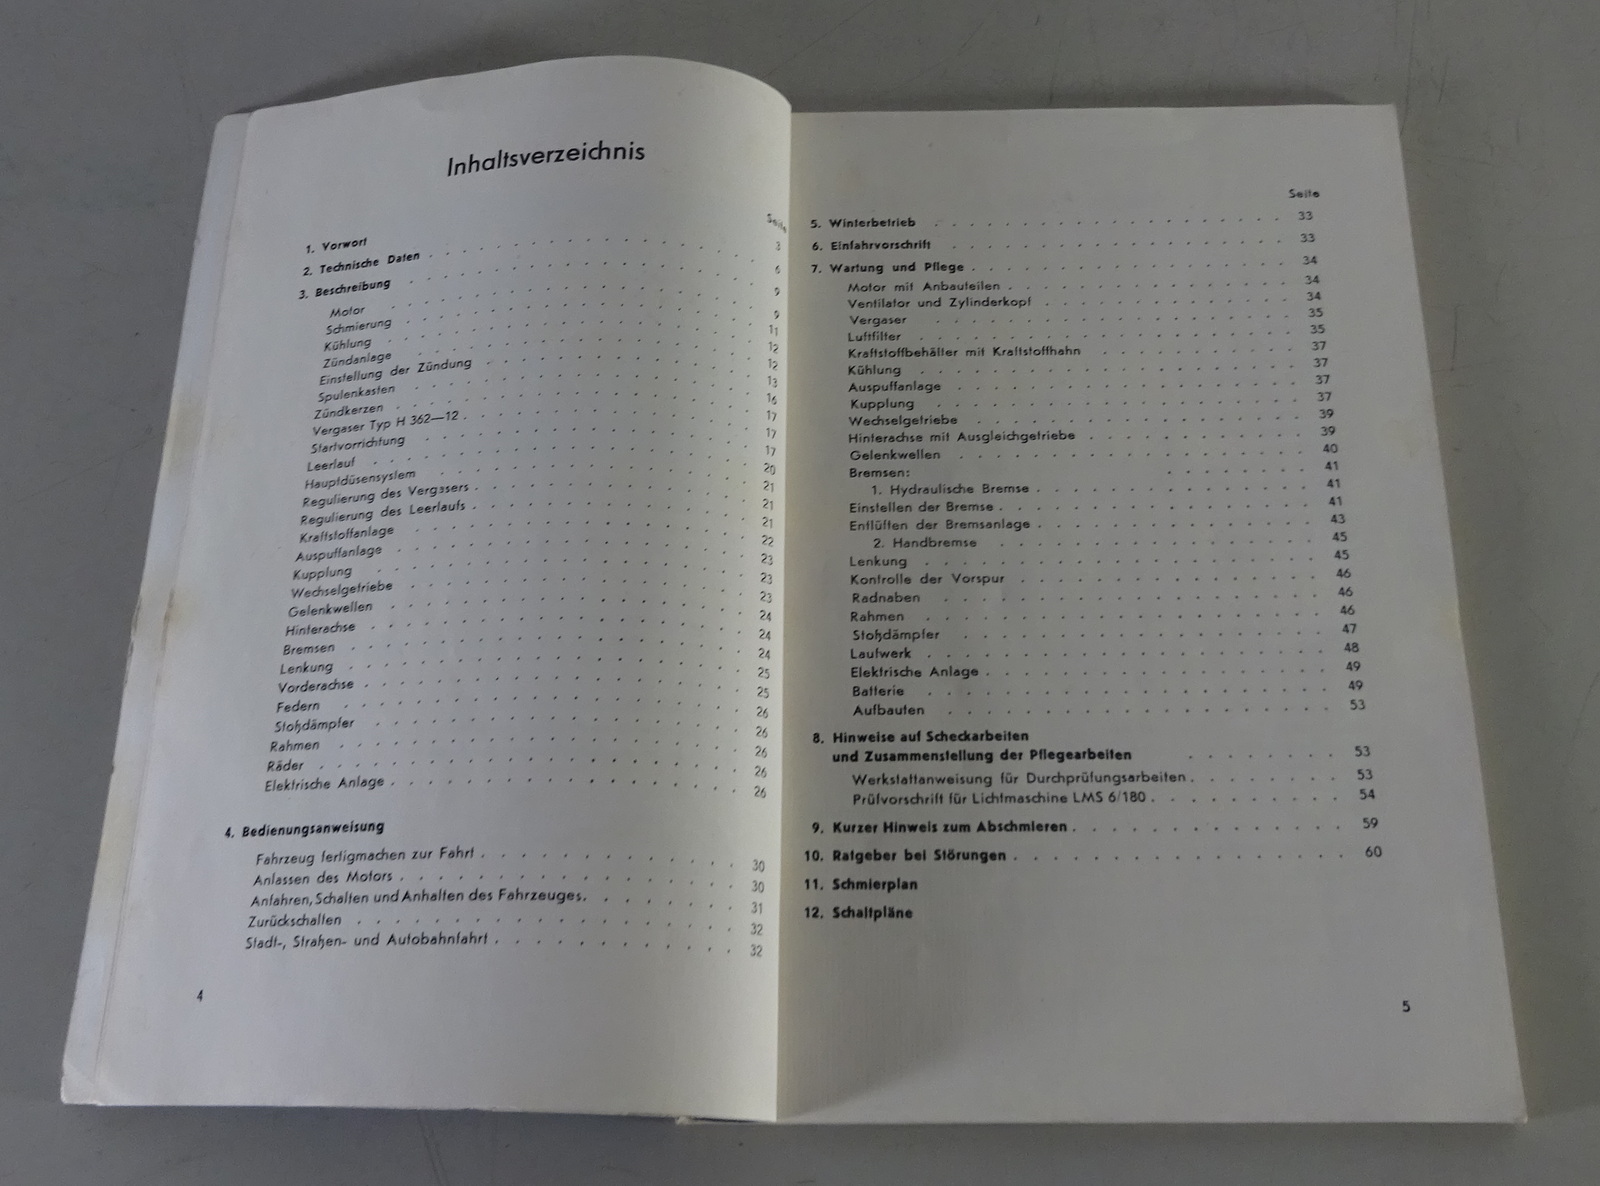 Inhaltsverzeichnis
Seite
1. Vorwort . . . 3
2. Technische Daten . . . 6
3. Beschreibung . . . 9
Motor . . . 9
Schmierung . . . 11
Kühlung . . . 12
Zündanlage . . . 12
Einstellung der Zündung . . . 13
Spulenkasten . . . 16
Zündkerzen . . . 17
Vergaser Typ H 362—12 . . . 17
Startvorrichtung . . . 17
Leerlauf . . . 20
Hauptdüsensystem . . . 21
Regulierung des Vergasers . . . 21
Regulierung des Leerlaufs . . . 21
Kraftstoffanlage . . . 22
Auspuffanlage . . . 23
Kupplung . . . 23
Wechselgetriebe . . . 23
Gelenkwellen . . . 24
Hinterachse . . . 24
Bremsen . . . 24
Lenkung . . . 25
Vorderachse . . . 25
Federn . . . 26
Stoßdämpfer . . . 26
Rahmen . . . 26
Räder . . . 26
Elektrische Anlage . . . 26
4. Bedienungsanweisung
Fahrzeug fertigmachen zur Fahrt . . . 30
Anlassen des Motors . . . 30
Anfahren, Schalten und Anhalten des Fahrzeuges . . . 31
Zurückschalten . . . 32
Stadt-, Straßen- und Autobahnfahrt . . . 32
4
Seite
5. Winterbetrieb . . . 33
6. Einfahrvorschrift . . . 33
7. Wartung und Pflege . . . 34
Motor mit Anbauteilen . . . 34
Ventilator und Zylinderkopf . . . 34
Vergaser . . . 35
Luftfilter . . . 35
Kraftstoffbehälter mit Kraftstoffhahn . . . 37
Kühlung . . . 37
Auspuffanlage . . . 37
Kupplung . . . 37
Wechselgetriebe . . . 39
Hinterachse mit Ausgleichgetriebe . . . 39
Gelenkwellen . . . 40
Bremsen: . . . 41
1. Hydraulische Bremse . . . 41
Einstellen der Bremse . . . 41
Entlüften der Bremsanlage . . . 43
2. Handbremse . . . 45
Lenkung . . . 45
Kontrolle der Vorspur . . . 46
Radnaben . . . 46
Rahmen . . . 46
Stoßdämpfer . . . 47
Laufwerk . . . 48
Elektrische Anlage . . . 49
Batterie . . . 49
Aufbauten . . . 53
8. Hinweise auf Scheckarbeiten
und Zusammenstellung der Pflegearbeiten . . . 53
Werkstattanweisung für Durchprüfungsarbeiten . . . 53
Prüfvorschrift für Lichtmaschine LMS 6/180 . . . 54
9. Kurzer Hinweis zum Abschmieren . . . 59
10. Ratgeber bei Störungen . . . 60
11. Schmierplan
12. Schaltpläne
5